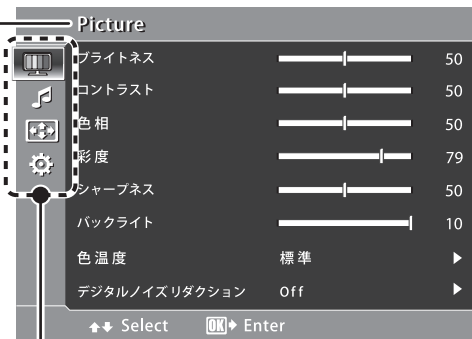 Picture
ブライトネス 50
コントラスト 50
色相 50
彩度 79
シャープネス 50
バックライト 10
色温度 標準
デジタルノイズリダクション Off
Select OK Enter